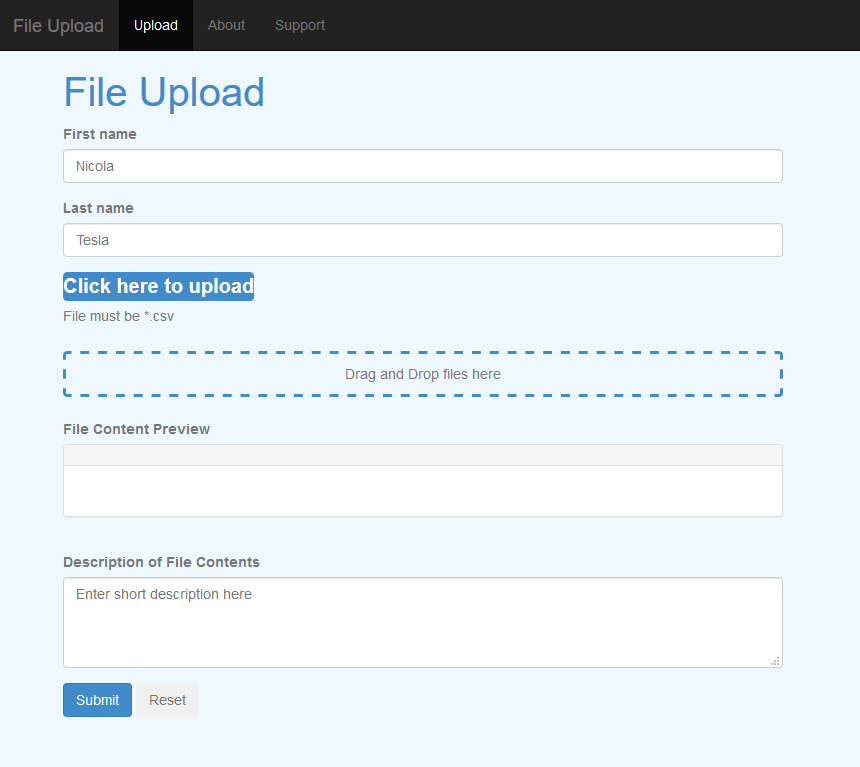 File Upload Upload About Support
File Upload
First name
Nicola
Last name
Tesla
Click here to upload
File must be *.csv
Drag and Drop files here
File Content Preview
Description of File Contents
Enter short description here
Submit Reset